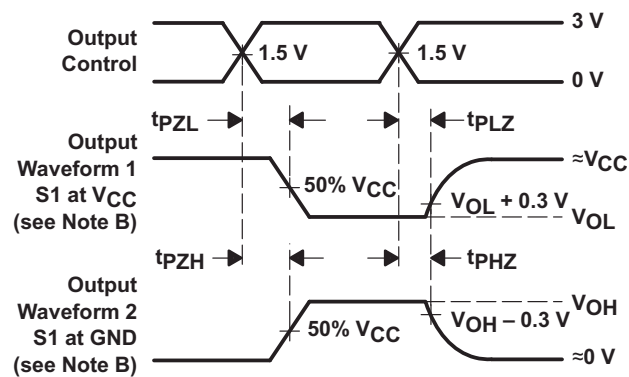 Output
Control
1.5 V
1.5 V
3 V
0 V
tPZL
tPLZ
Output
Waveform 1
S1 at VCC
(see Note B)
50% VCC
≈VCC
VOL + 0.3 V
VOL
tPZH
tPHZ
Output
Waveform 2
S1 at GND
(see Note B)
50% VCC
VOH
VOH – 0.3 V
≈0 V